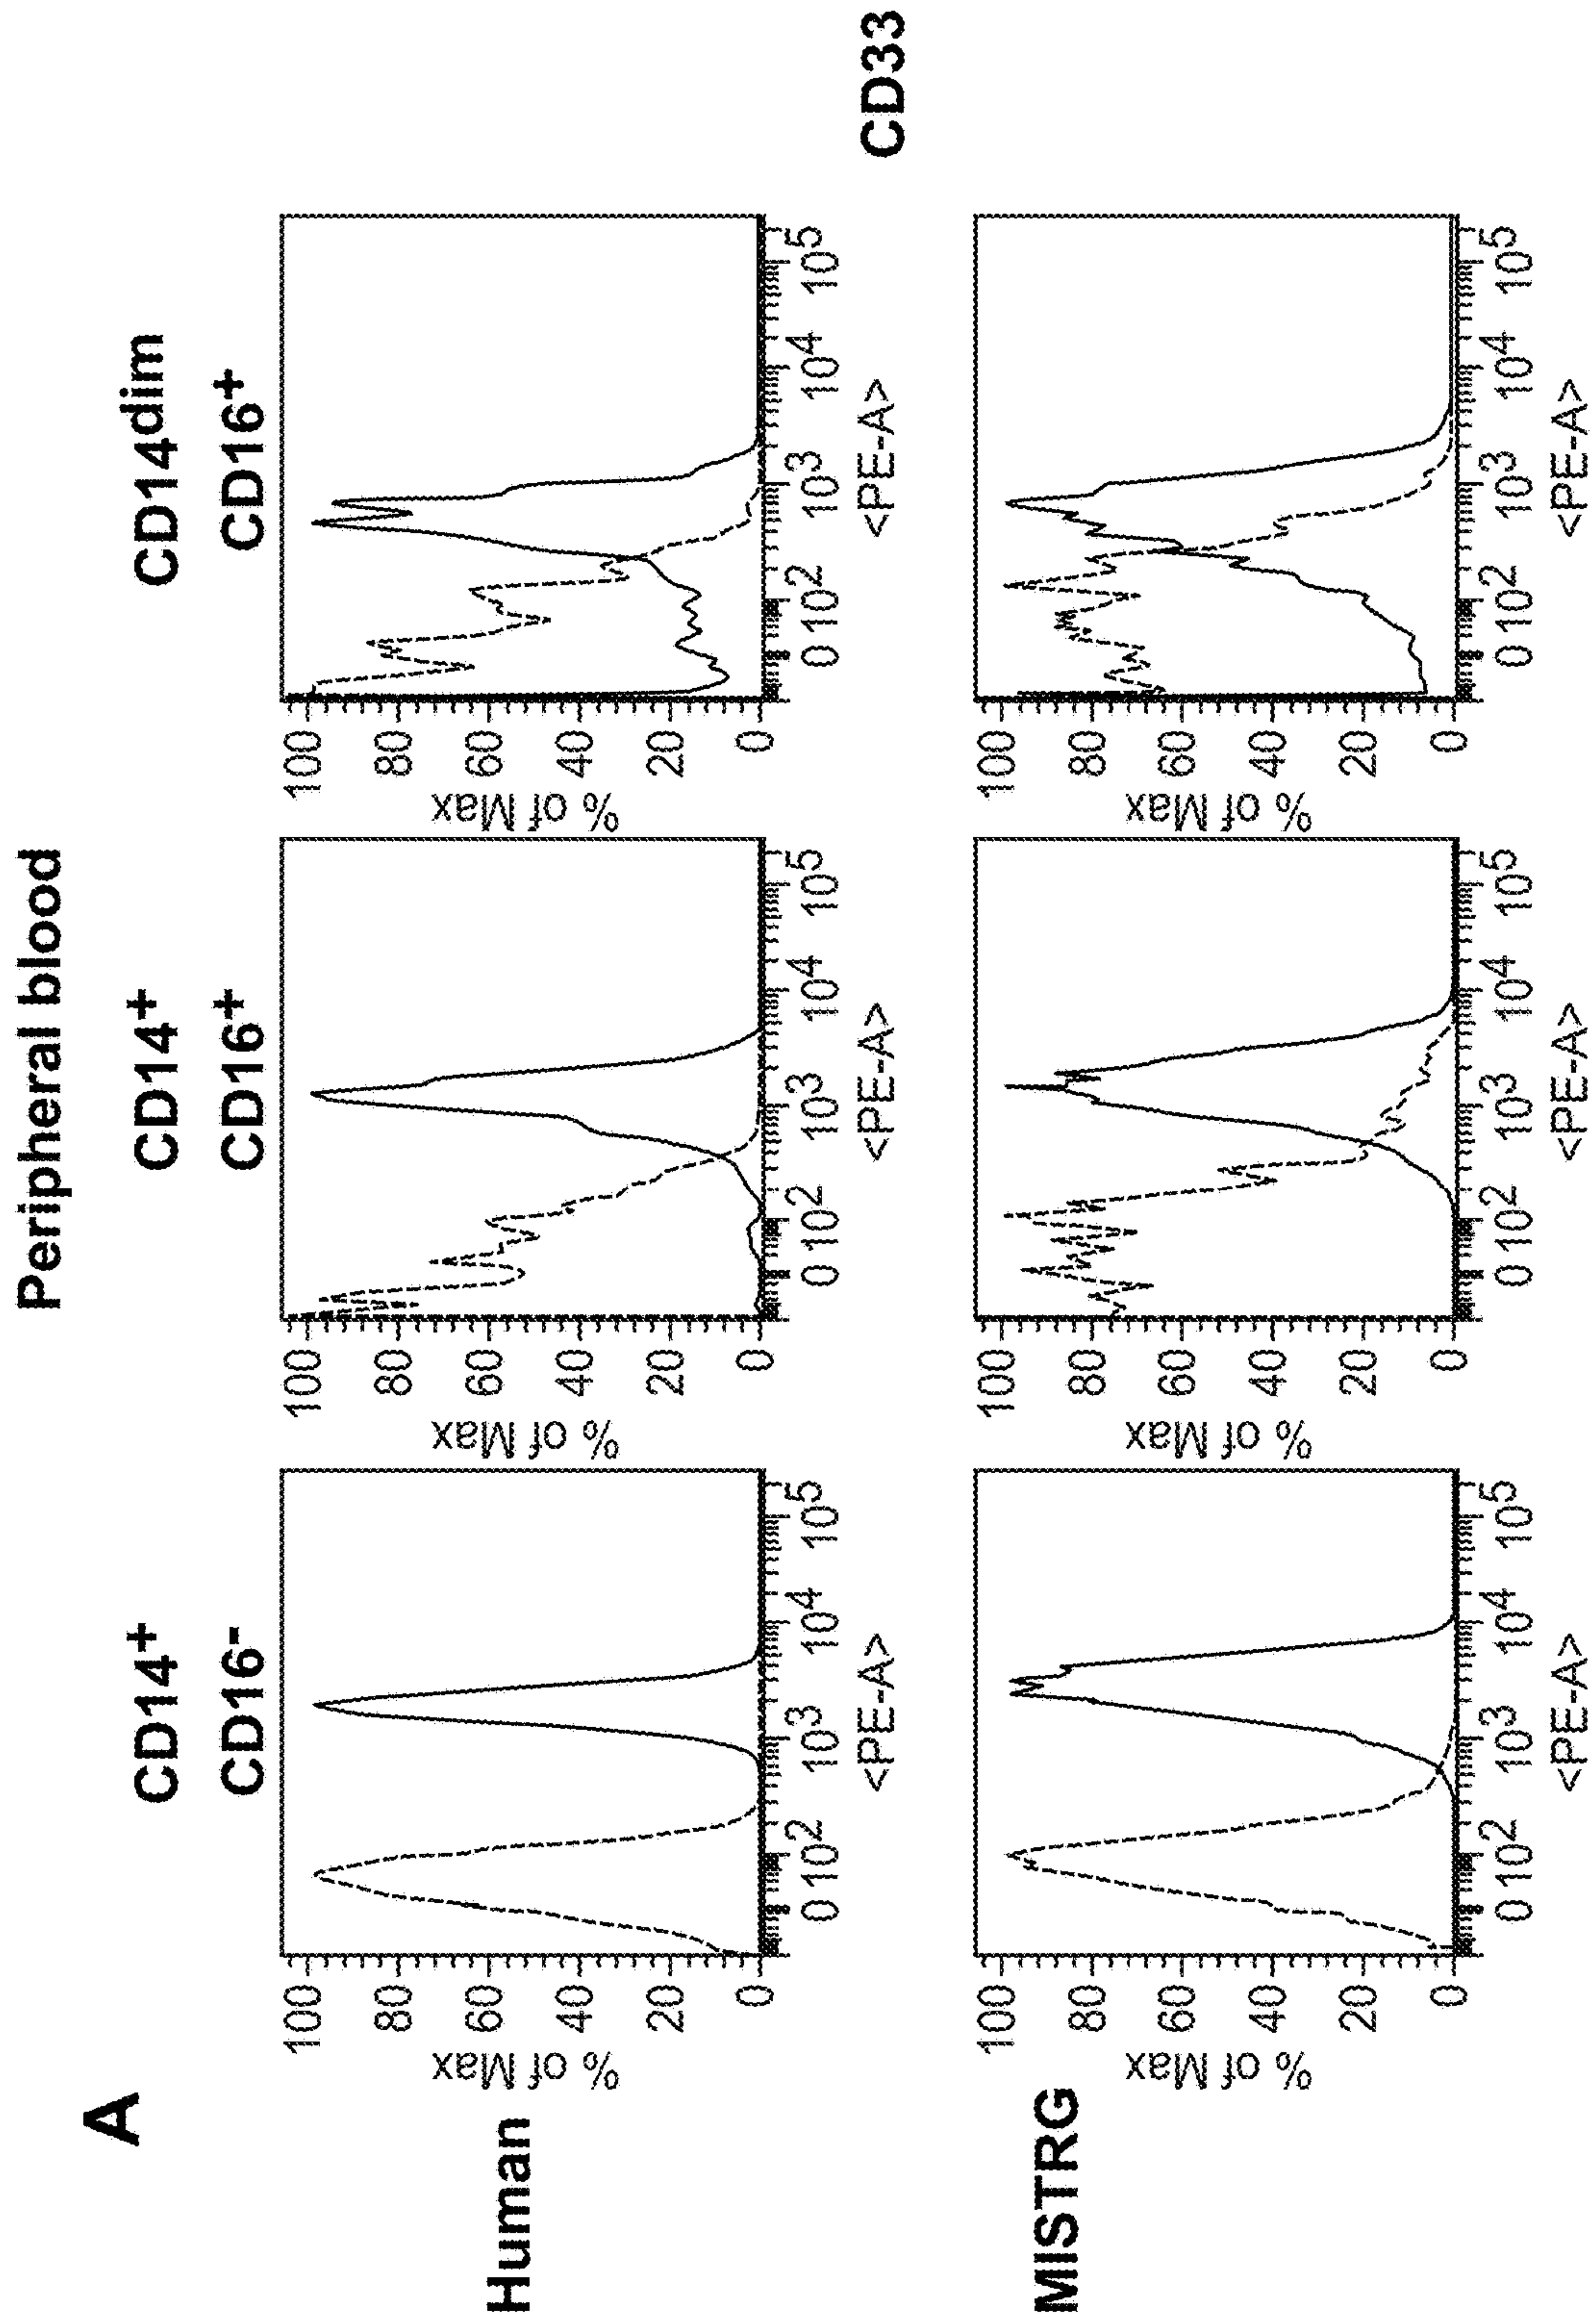 A
Peripheral blood
CD14+
CD16-
CD14+
CD16+
CD14dim
CD16+
Human
% of Max
100
80
60
40
20
0
0 102 103 104 105
<PE-A>
% of Max
100
80
60
40
20
0
0 102 103 104 105
<PE-A>
% of Max
100
80
60
40
20
0
0 102 103 104 105
<PE-A>
CD33
MISTRG
% of Max
100
80
60
40
20
0
0 102 103 104 105
<PE-A>
% of Max
100
80
60
40
20
0
0 102 103 104 105
<PE-A>
% of Max
100
80
60
40
20
0
0 102 103 104 105
<PE-A>